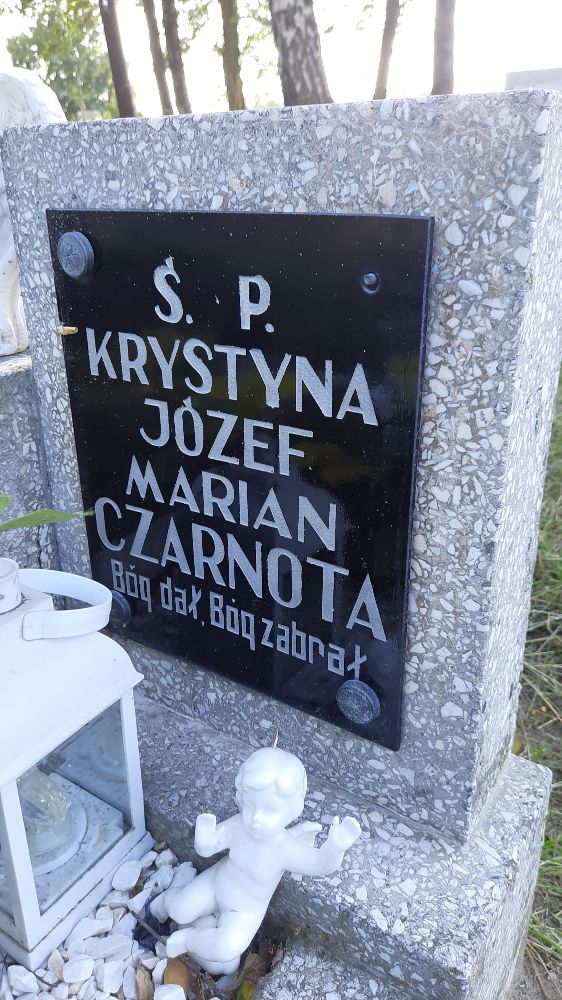 Ś. P.
KRYSTYNA
JÓZEF
MARIAN
CZARNOTA
Bóg dał, Bóg zabrał